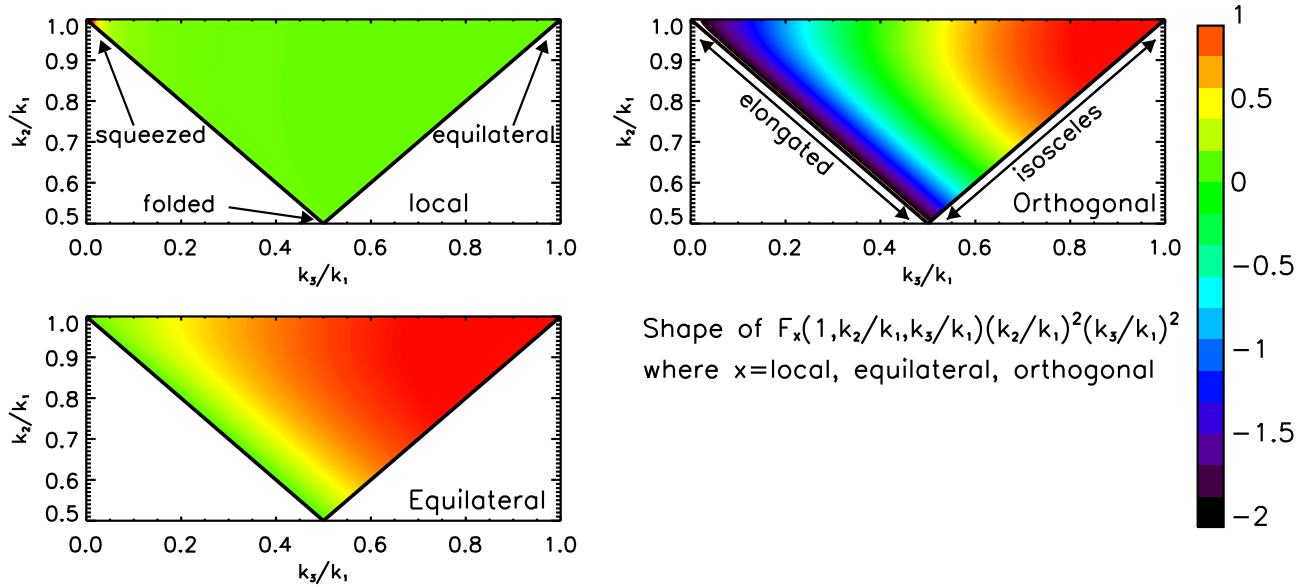 1.0
0.9
0.8
0.7
0.6
0.5
k₂/k₁
squeezed
equilateral
folded
local
0.0 0.2 0.4 0.6 0.8 1.0
k₃/k₁
1.0
0.9
0.8
0.7
0.6
0.5
k₂/k₁
elongated
isosceles
Orthogonal
0.0 0.2 0.4 0.6 0.8 1.0
k₃/k₁
1
0.5
0
−0.5
−1
−1.5
−2
1.0
0.9
0.8
0.7
0.6
0.5
k₂/k₁
Equilateral
0.0 0.2 0.4 0.6 0.8 1.0
k₃/k₁
Shape of Fₓ(1,k₂/k₁,k₃/k₁)(k₂/k₁)²(k₃/k₁)²
where x=local, equilateral, orthogonal